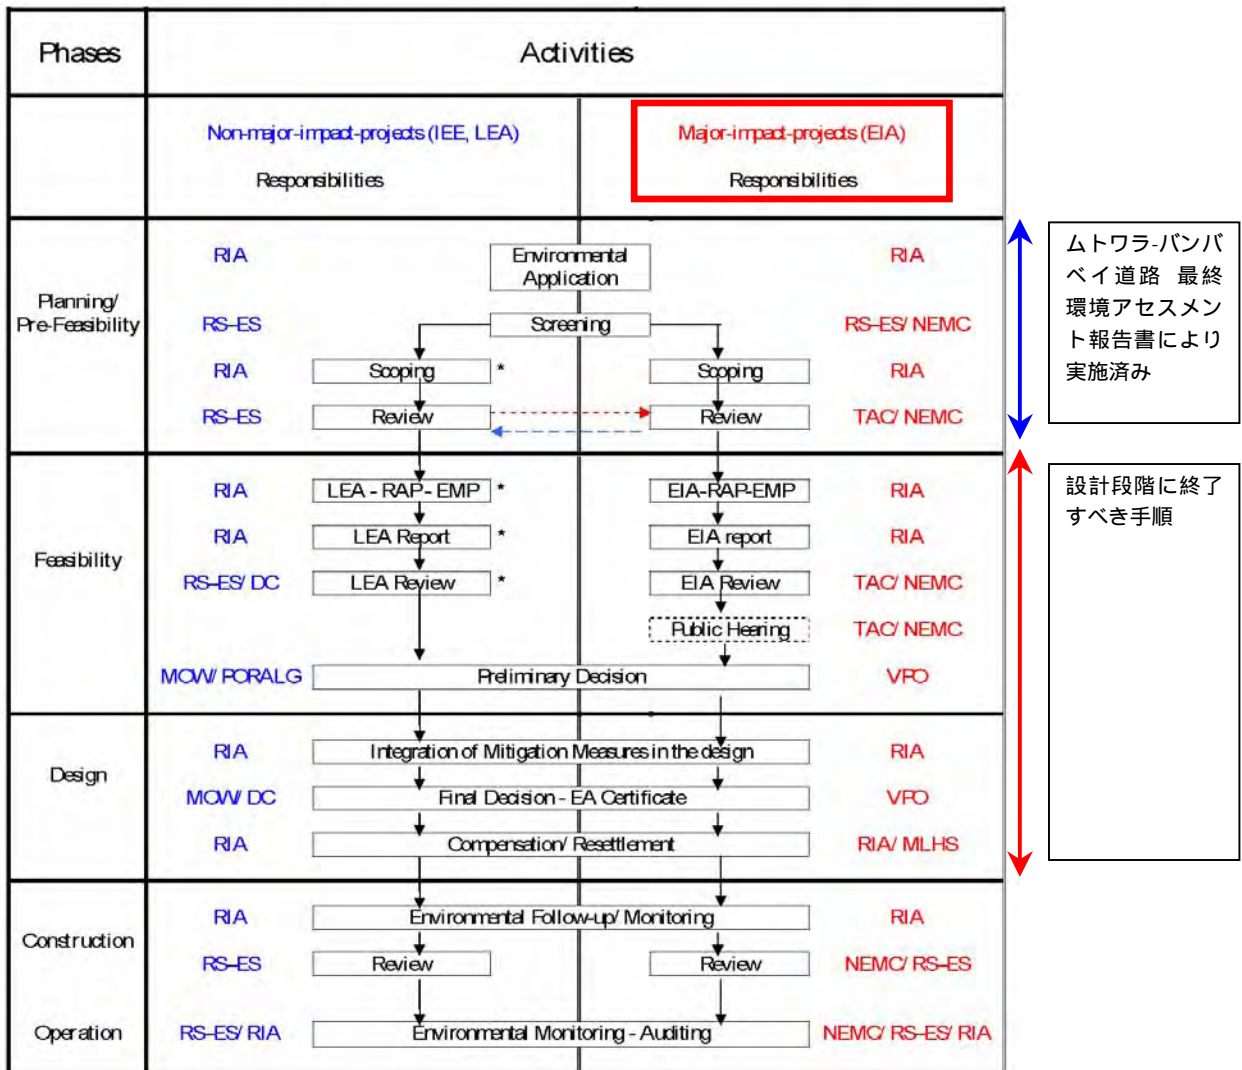 Phases
Activities
Non-major-impact-projects (IEE, LEA)
Responsibilities
Major-impact-projects (EIA)
Responsibilities
Planning/
Pre-Feasibility
RIA
Environmental
Application
RIA
RS-ES
Screening
RS-ES/ NEMC
RIA
Scoping
*
Scoping
RIA
RS-ES
Review
Review
TAC/ NEMC
Feasibility
RIA
LEA - RAP - EMP
*
EIA-RAP-EMP
RIA
RIA
LEA Report
*
EIA report
RIA
RS-ES/ DC
LEA Review
*
EIA Review
TAC/ NEMC
Public Hearing
TAC/ NEMC
MOW/ PORALG
Preliminary Decision
VPO
Design
RIA
Integration of Mitigation Measures in the design
RIA
MOW/ DC
Final Decision - EA Certificate
VPO
RIA
Compensation/ Resettlement
RIA/ MLHS
Construction
RIA
Environmental Follow-up/ Monitoring
RIA
RS-ES
Review
Review
NEMC/ RS-ES
Operation
RS-ES/ RIA
Environmental Monitoring - Auditing
NEMC/ RS-ES/ RIA
ムトワラ-バンバ
ベイ道路 最終
環境アセスメン
ト報告書により
実施済み
設計段階に終了
すべき手順